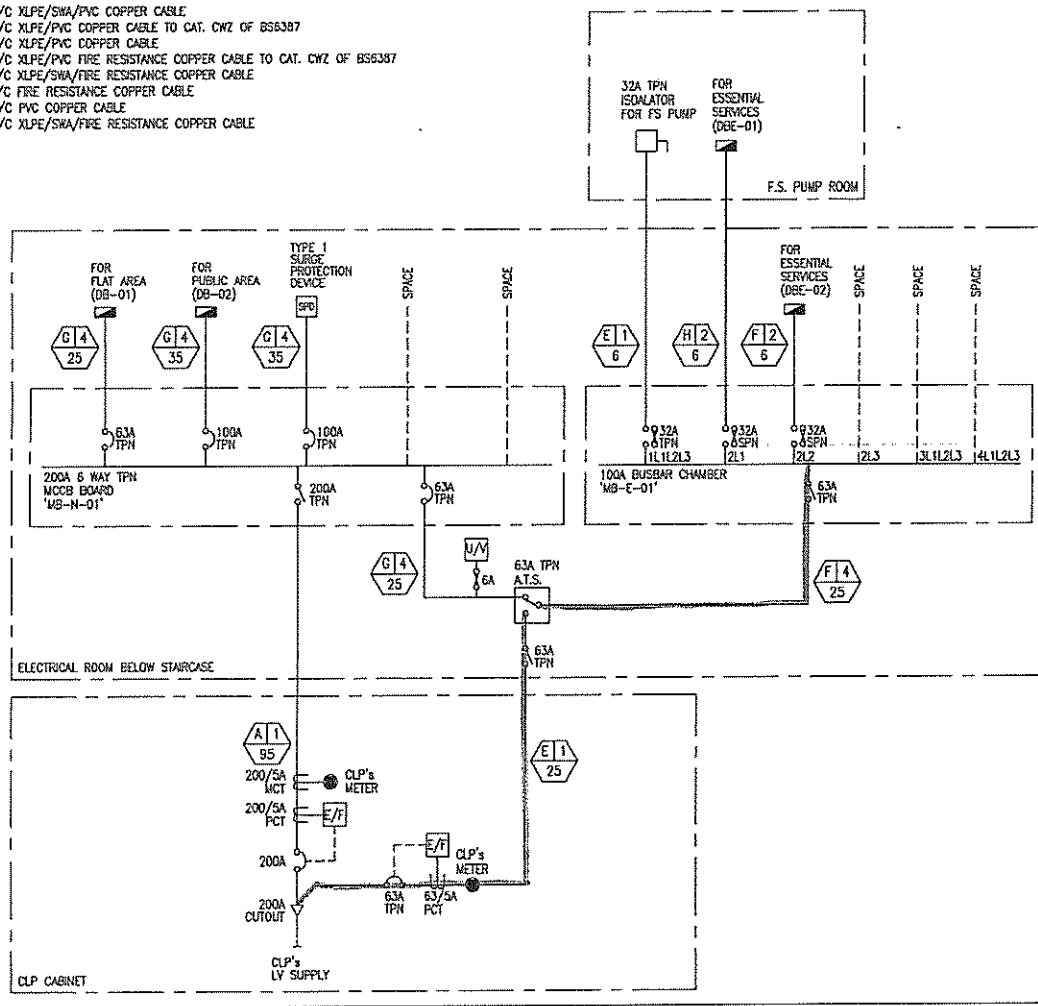 /C XLPE/SWA/PVC COPPER CABLE
/C XLPE/PVC COPPER CABLE TO CAT. CWZ OF BS6387
/C XLPE/PVC COPPER CABLE
/C XLPE/PVC FIRE RESISTANCE COPPER CABLE TO CAT. CWZ OF BS6387
/C XLPE/SWA/FIRE RESISTANCE COPPER CABLE
/C FIRE RESISTANCE COPPER CABLE
/C PVC COPPER CABLE
/C XLPE/SWA/FIRE RESISTANCE COPPER CABLE
32A TPN
ISOALATOR
FOR FS PUMP
FOR
ESSENTIAL
SERVICES
(DBE-01)
F.S. PUMP ROOM
FOR
FLAT AREA
(DB-01)
FOR
PUBLIC AREA
(DB-02)
TYPE 1
SURGE
PROTECTION
DEVICE
SPD
SPACE
SPACE
FOR
ESSENTIAL
SERVICES
(DBE-02)
SPACE
SPACE
SPACE
G 4
25
G 4
35
G 4
35
E 1
6
H 2
6
F 2
6
63A
TPN
100A
TPN
100A
TPN
32A
TPN
32A
SPN
32A
SPN
1L1L2L3
2L1
2L2
2L3
3L1L2L3
4L1L2L3
200A 6 WAY TPN
MCCB BOARD
'MB-N-01'
200A
TPN
63A
TPN
100A BUSBAR CHAMBER
'MB-E-01'
63A
TPN
G 4
25
U/V
6A
63A TPN
A.T.S.
F 4
25
63A
TPN
ELECTRICAL ROOM BELOW STAIRCASE
A 1
95
E 1
25
200/5A
MCT
CLP's
METER
200/5A
PCT
E/F
200A
E/F
CLP's
METER
63A
TPN
63/5A
PCT
200A
CUTOUT
CLP's
LV SUPPLY
CLP CABINET